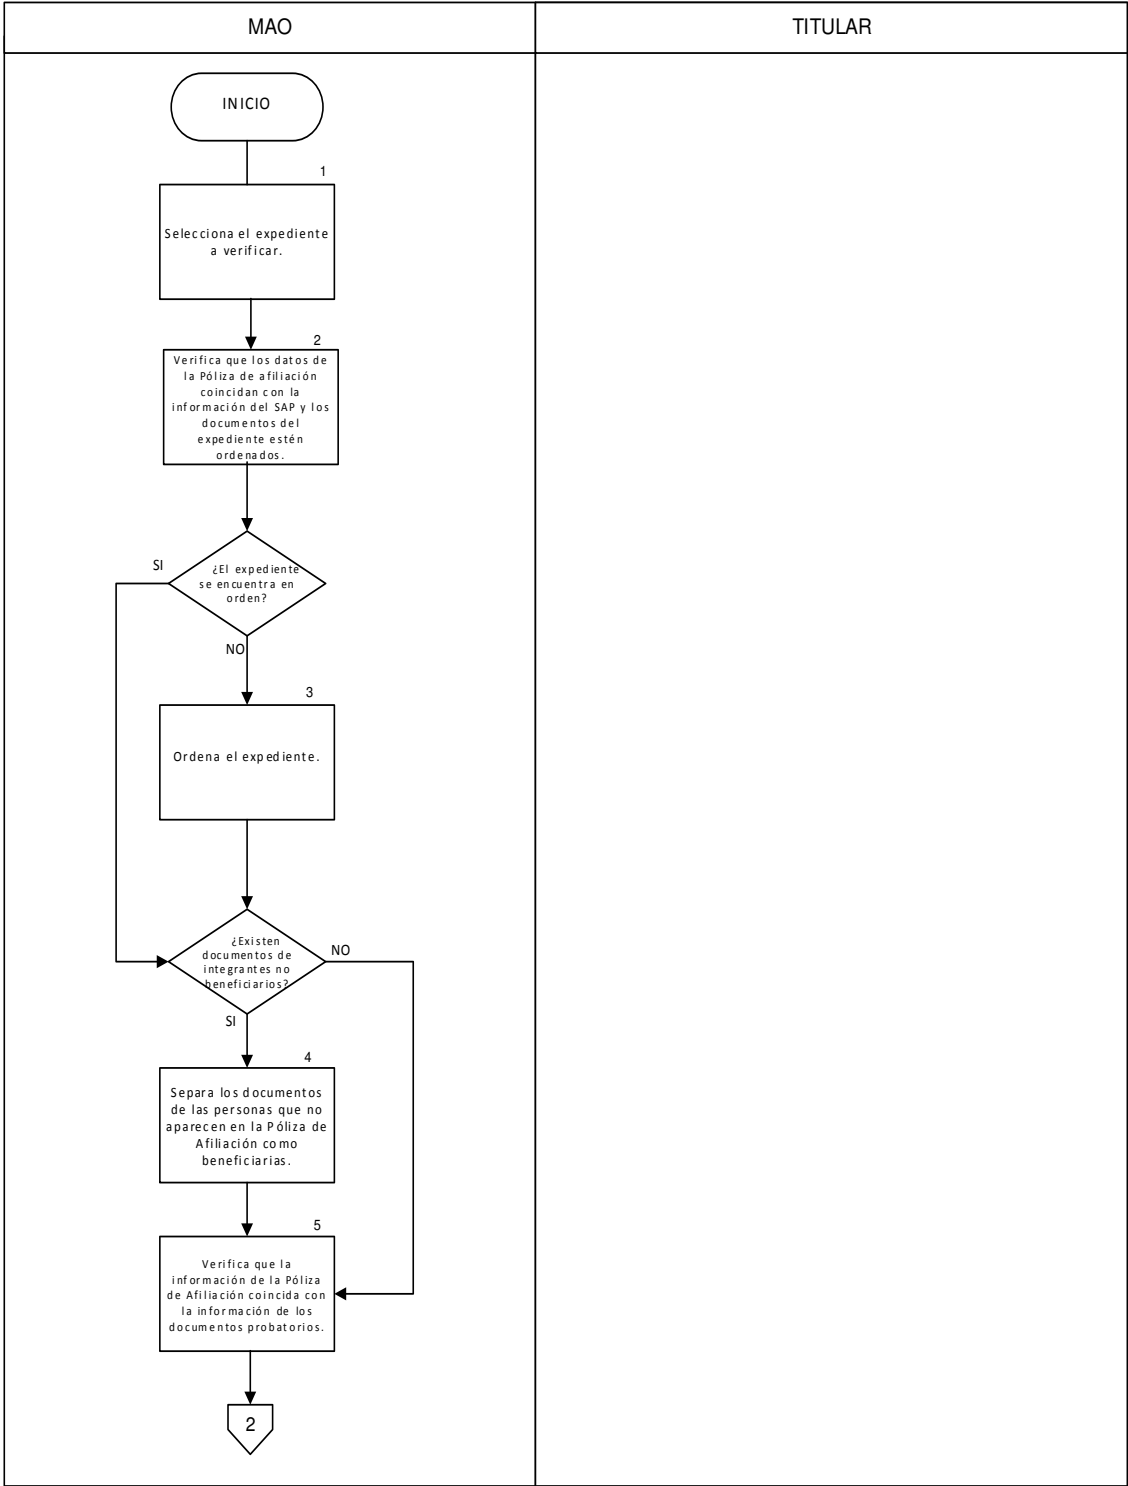 MAO
TITULAR
INICIO
1
Selecciona el expediente
a verificar.
2
Verifica que los datos de
la Póliza de afiliación
coincidan con la
información del SAP y los
documentos del
expediente estén
ordenados.
SI
¿El expediente
se encuentra en
orden?
NO
3
Ordena el expediente.
¿Existen
documentos de
integrantes no
beneficiarios?
NO
SI
4
Separa los documentos
de las personas que no
aparecen en la Póliza de
Afiliación como
beneficiarias.
5
Verifica que la
información de la Póliza
de Afiliación coincida con
la información de los
documentos probatorios.
2